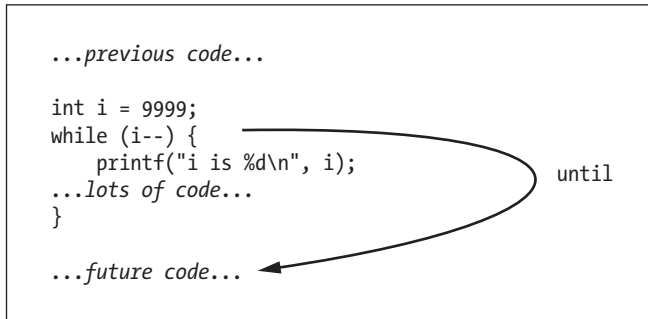 ...previous code...
int i = 9999;
while (i--) {
    printf("i is %d\n", i);
...lots of code...
}
until
...future code...